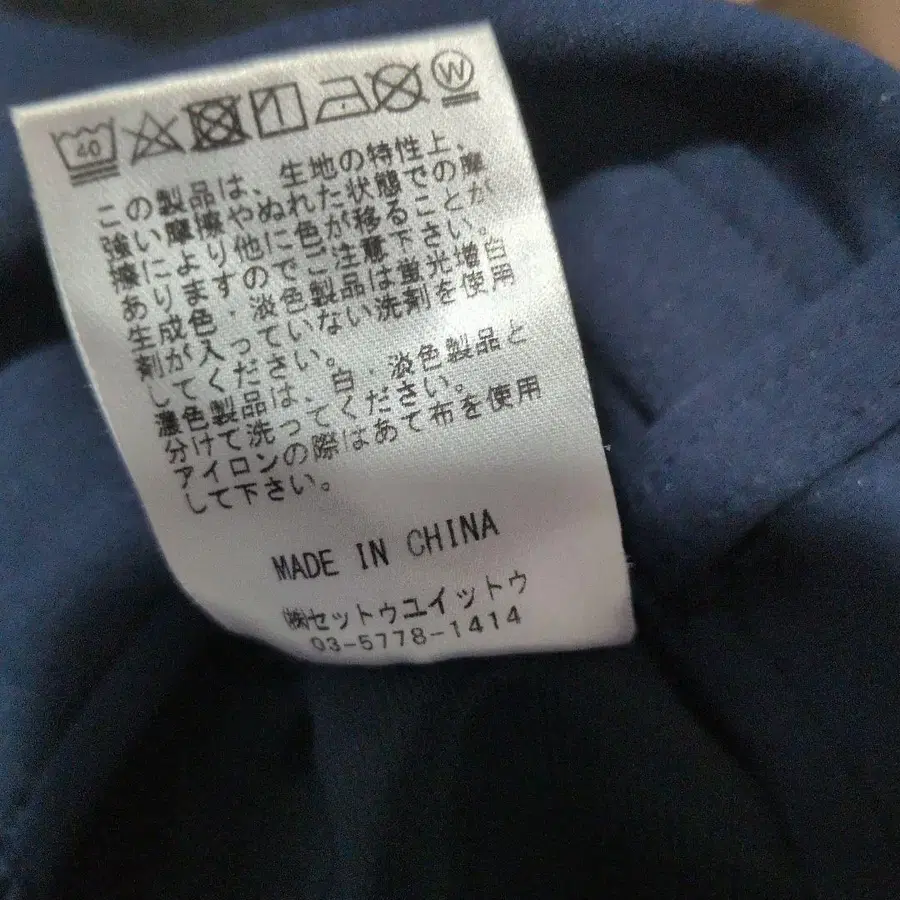 40
W
この製品は、生地の特性上、
強い摩擦やぬれた状態での摩
擦により他に色が移ることが
ありますのでご注意下さい。
生成色・淡色製品は蛍光増白
剤が入っていない洗剤を使用
してください。
濃色製品は、白・淡色製品と
分けて洗ってください。
アイロンの際はあて布を使用
して下さい。
MADE IN CHINA
㈱セットゥユイットゥ
03-5778-1414